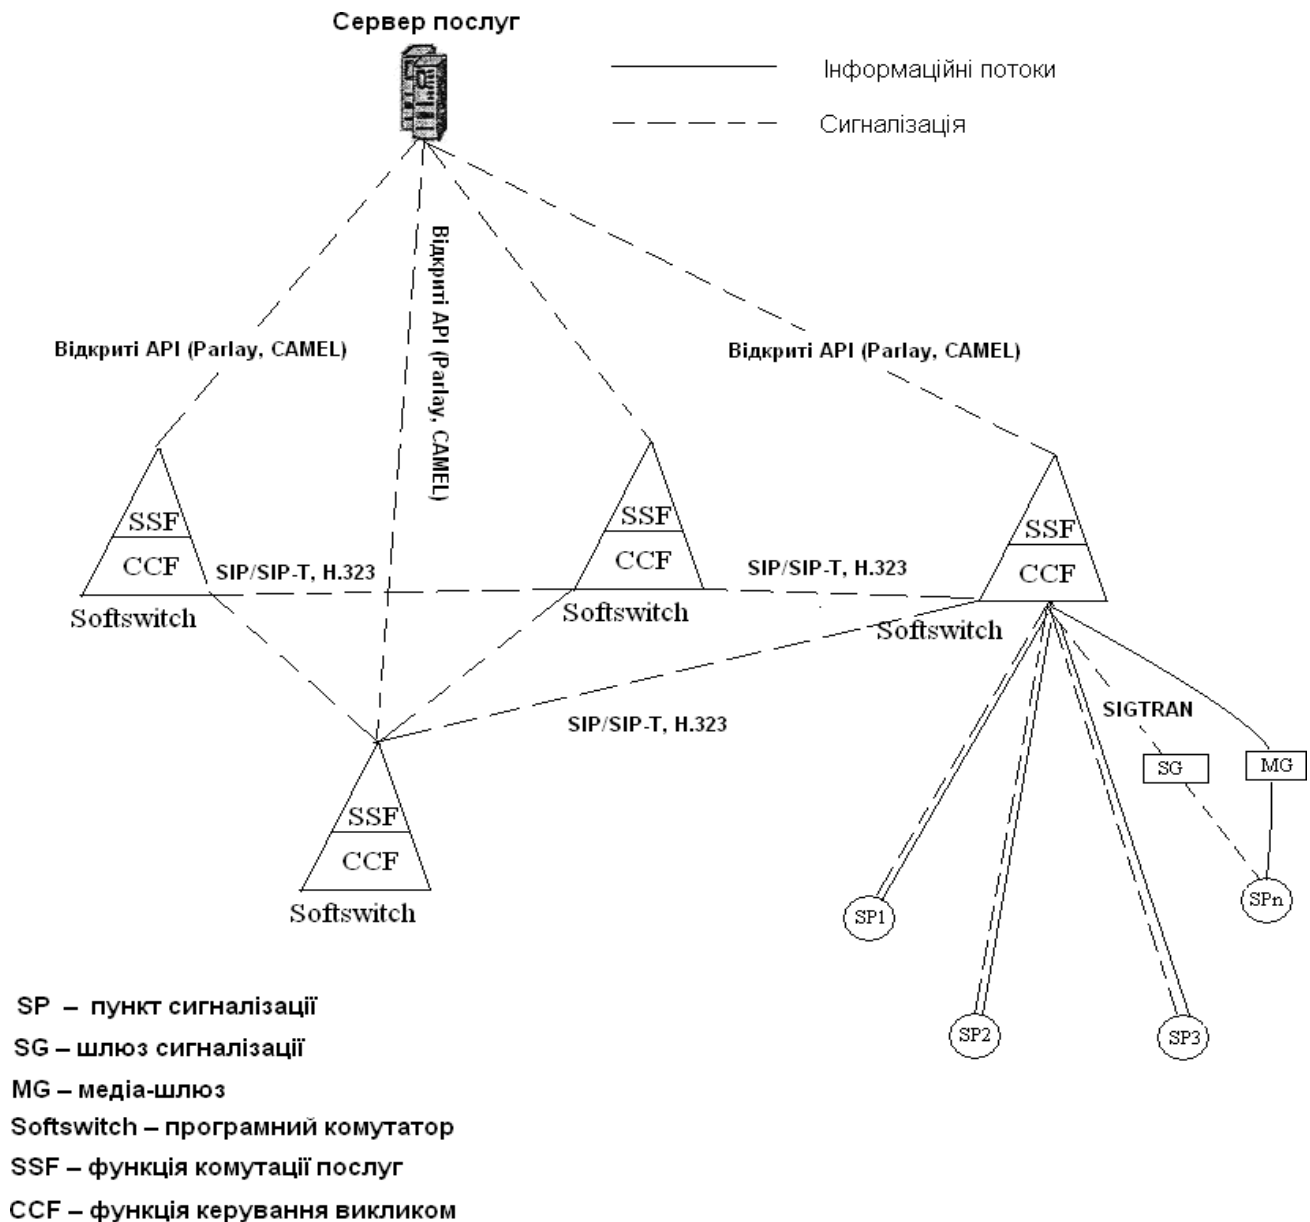 Сервер послуг
Інформаційні потоки
Сигналізація
Відкриті API (Parlay, CAMEL)
Відкриті API (Parlay, CAMEL)
Відкриті API (Parlay, CAMEL)
SSF
CCF
Softswitch
SIP/SIP-T, H.323
SSF
CCF
Softswitch
SIP/SIP-T, H.323
SSF
CCF
Softswitch
SIP/SIP-T, H.323
SIGTRAN
SG
MG
SSF
CCF
Softswitch
SP1
SPn
SP2
SP3
SP – пункт сигналізації
SG – шлюз сигналізації
MG – медіа-шлюз
Softswitch – програмний комутатор
SSF – функція комутації послуг
CCF – функція керування викликом